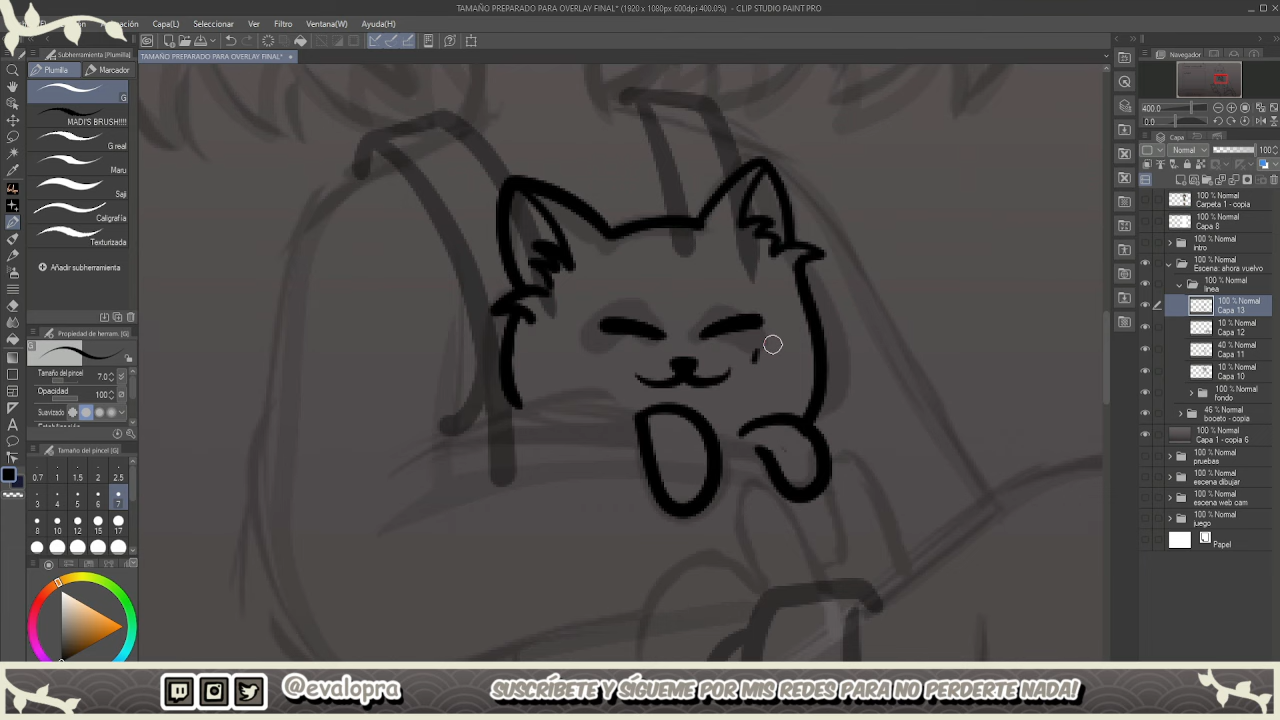 TAMAÑO PREPARADO PARA OVERLAY FINAL* (1920 x 1080px 600dpi 400.0%) - CLIP STUDIO PAINT PRO
Capa(L) Seleccionar Ver Filtro Ventana(W) Ayuda(H)
Subherramienta (Plumilla)
TAMAÑO PREPARADO PARA OVERLAY FINAL*
Plumilla Marcador
G
MADI'S BRUSH!!!!
G real
Maru
Saji
Caligrafía
Texturizada
Añadir subherramienta
Propiedad de herram. [G]
G
Tamaño del pincel 7.0
Opacidad 100
Suavizado
Tamaño del pincel [G]
0.7 1 1.5 2 2.5
3 4 5 6 7
8 10 12 15 17
Navegador
400.0
0.0
Capa
Normal 100
100 % Normal
Carpeta 1 - copia
100 % Normal
Capa 8
100 % Normal
intro
100 % Normal
Escena: ahora vuelvo
100 % Normal
linea
100 % Normal
Capa 13
10 % Normal
Capa 12
40 % Normal
Capa 11
10 % Normal
Capa 10
100 % Normal
fondo
46 % Normal
boceto - copia
100 % Normal
Capa 1 - copia 6
100 % Normal
pruebas
100 % Normal
escena dibujar
100 % Normal
escena web cam
100 % Normal
juego
Papel
@evalopra
SUSCRÍBETE Y SÍGUEME POR MIS REDES PARA NO PERDERTE NADA!